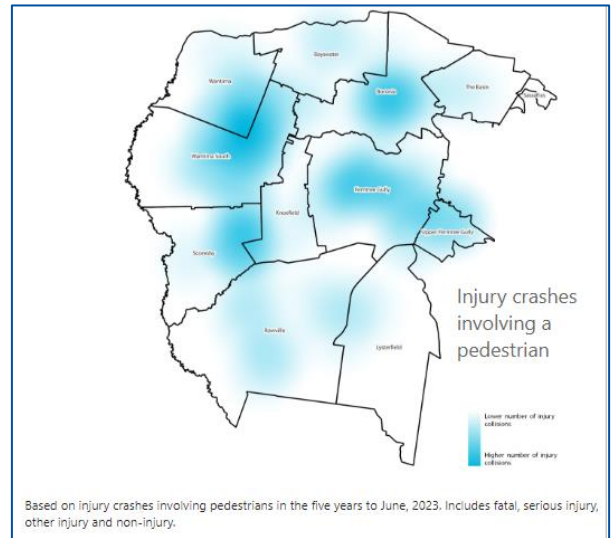 Bayswater
Wantirna
Boronia
The Basin
Sassafras
Wantirna South
Ferntree Gully
Knoxfield
Upper Ferntree Gully
Scoresby
Rowville
Lysterfield
Injury crashes
involving a
pedestrian
Lower number of injury
collisions
Higher number of injury
collisions
Based on injury crashes involving pedestrians in the five years to June, 2023. Includes fatal, serious injury,
other injury and non-injury.